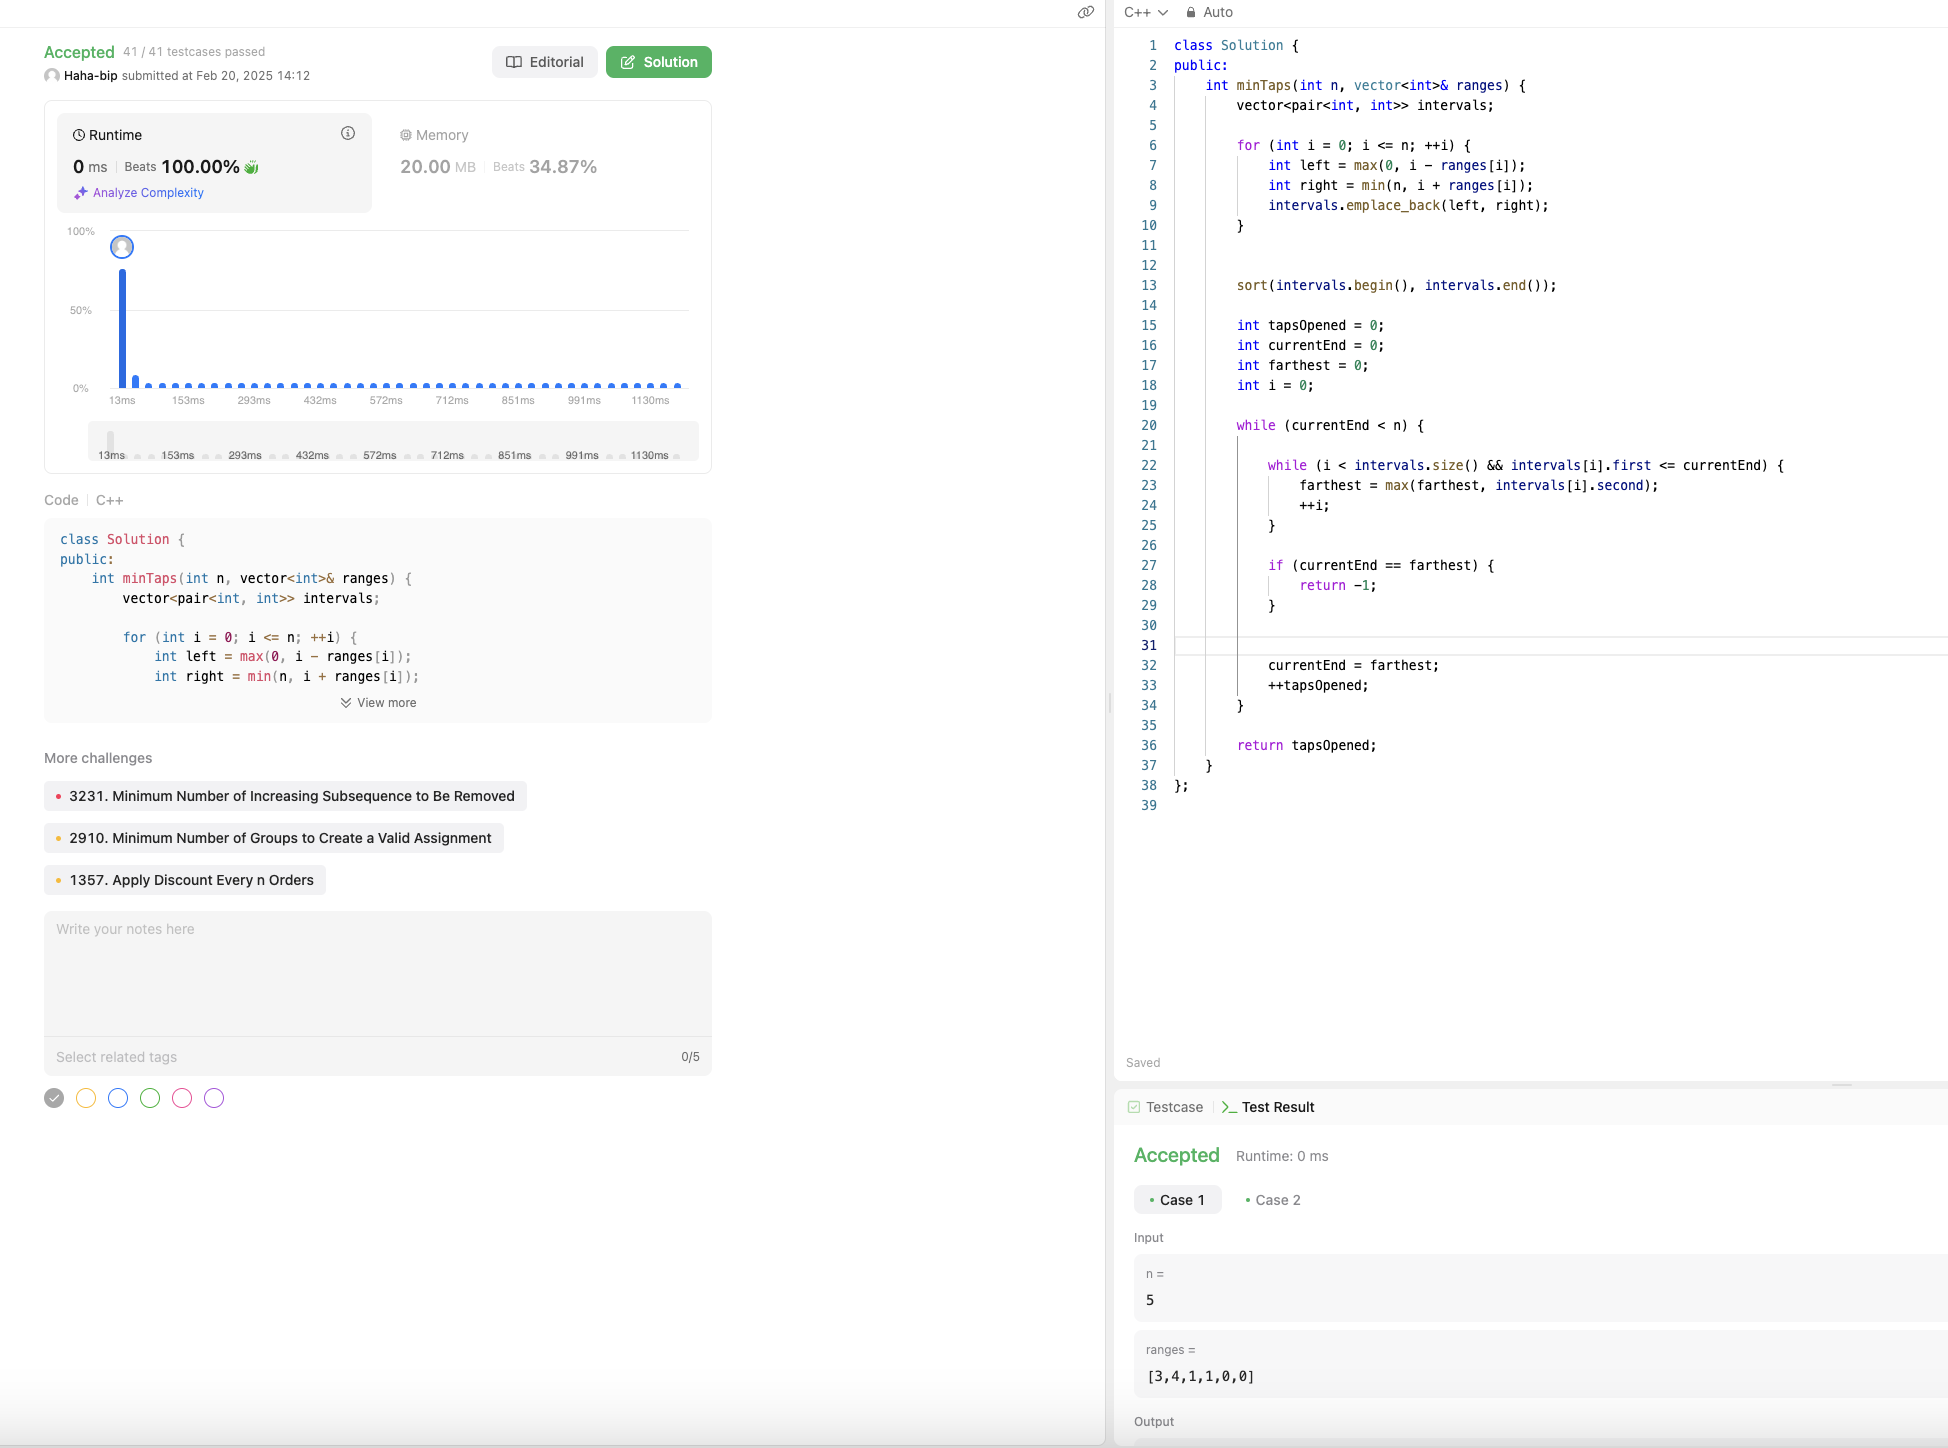 Accepted 41 / 41 testcases passed
Haha-bip submitted at Feb 20, 2025 14:12
Editorial
Solution
Runtime
0 ms Beats 100.00%
Analyze Complexity
Memory
20.00 MB Beats 34.87%
100%
50%
0%
13ms 153ms 293ms 432ms 572ms 712ms 851ms 991ms 1130ms
13ms 153ms 293ms 432ms 572ms 712ms 851ms 991ms 1130ms
Code C++
class Solution {
public:
    int minTaps(int n, vector<int>& ranges) {
        vector<pair<int, int>> intervals;
        for (int i = 0; i <= n; ++i) {
            int left = max(0, i - ranges[i]);
            int right = min(n, i + ranges[i]);
View more
More challenges
3231. Minimum Number of Increasing Subsequence to Be Removed
2910. Minimum Number of Groups to Create a Valid Assignment
1357. Apply Discount Every n Orders
Write your notes here
Select related tags 0/5
C++ Auto
1 class Solution {
2 public:
3     int minTaps(int n, vector<int>& ranges) {
4         vector<pair<int, int>> intervals;
5
6         for (int i = 0; i <= n; ++i) {
7             int left = max(0, i - ranges[i]);
8             int right = min(n, i + ranges[i]);
9             intervals.emplace_back(left, right);
10         }
11
12
13         sort(intervals.begin(), intervals.end());
14
15         int tapsOpened = 0;
16         int currentEnd = 0;
17         int farthest = 0;
18         int i = 0;
19
20         while (currentEnd < n) {
21
22             while (i < intervals.size() && intervals[i].first <= currentEnd) {
23                 farthest = max(farthest, intervals[i].second);
24                 ++i;
25             }
26
27             if (currentEnd == farthest) {
28                 return -1;
29             }
30
31
32             currentEnd = farthest;
33             ++tapsOpened;
34         }
35
36         return tapsOpened;
37     }
38 };
39
Saved
Testcase
Test Result
Accepted Runtime: 0 ms
Case 1 Case 2
Input
n =
5
ranges =
[3,4,1,1,0,0]
Output